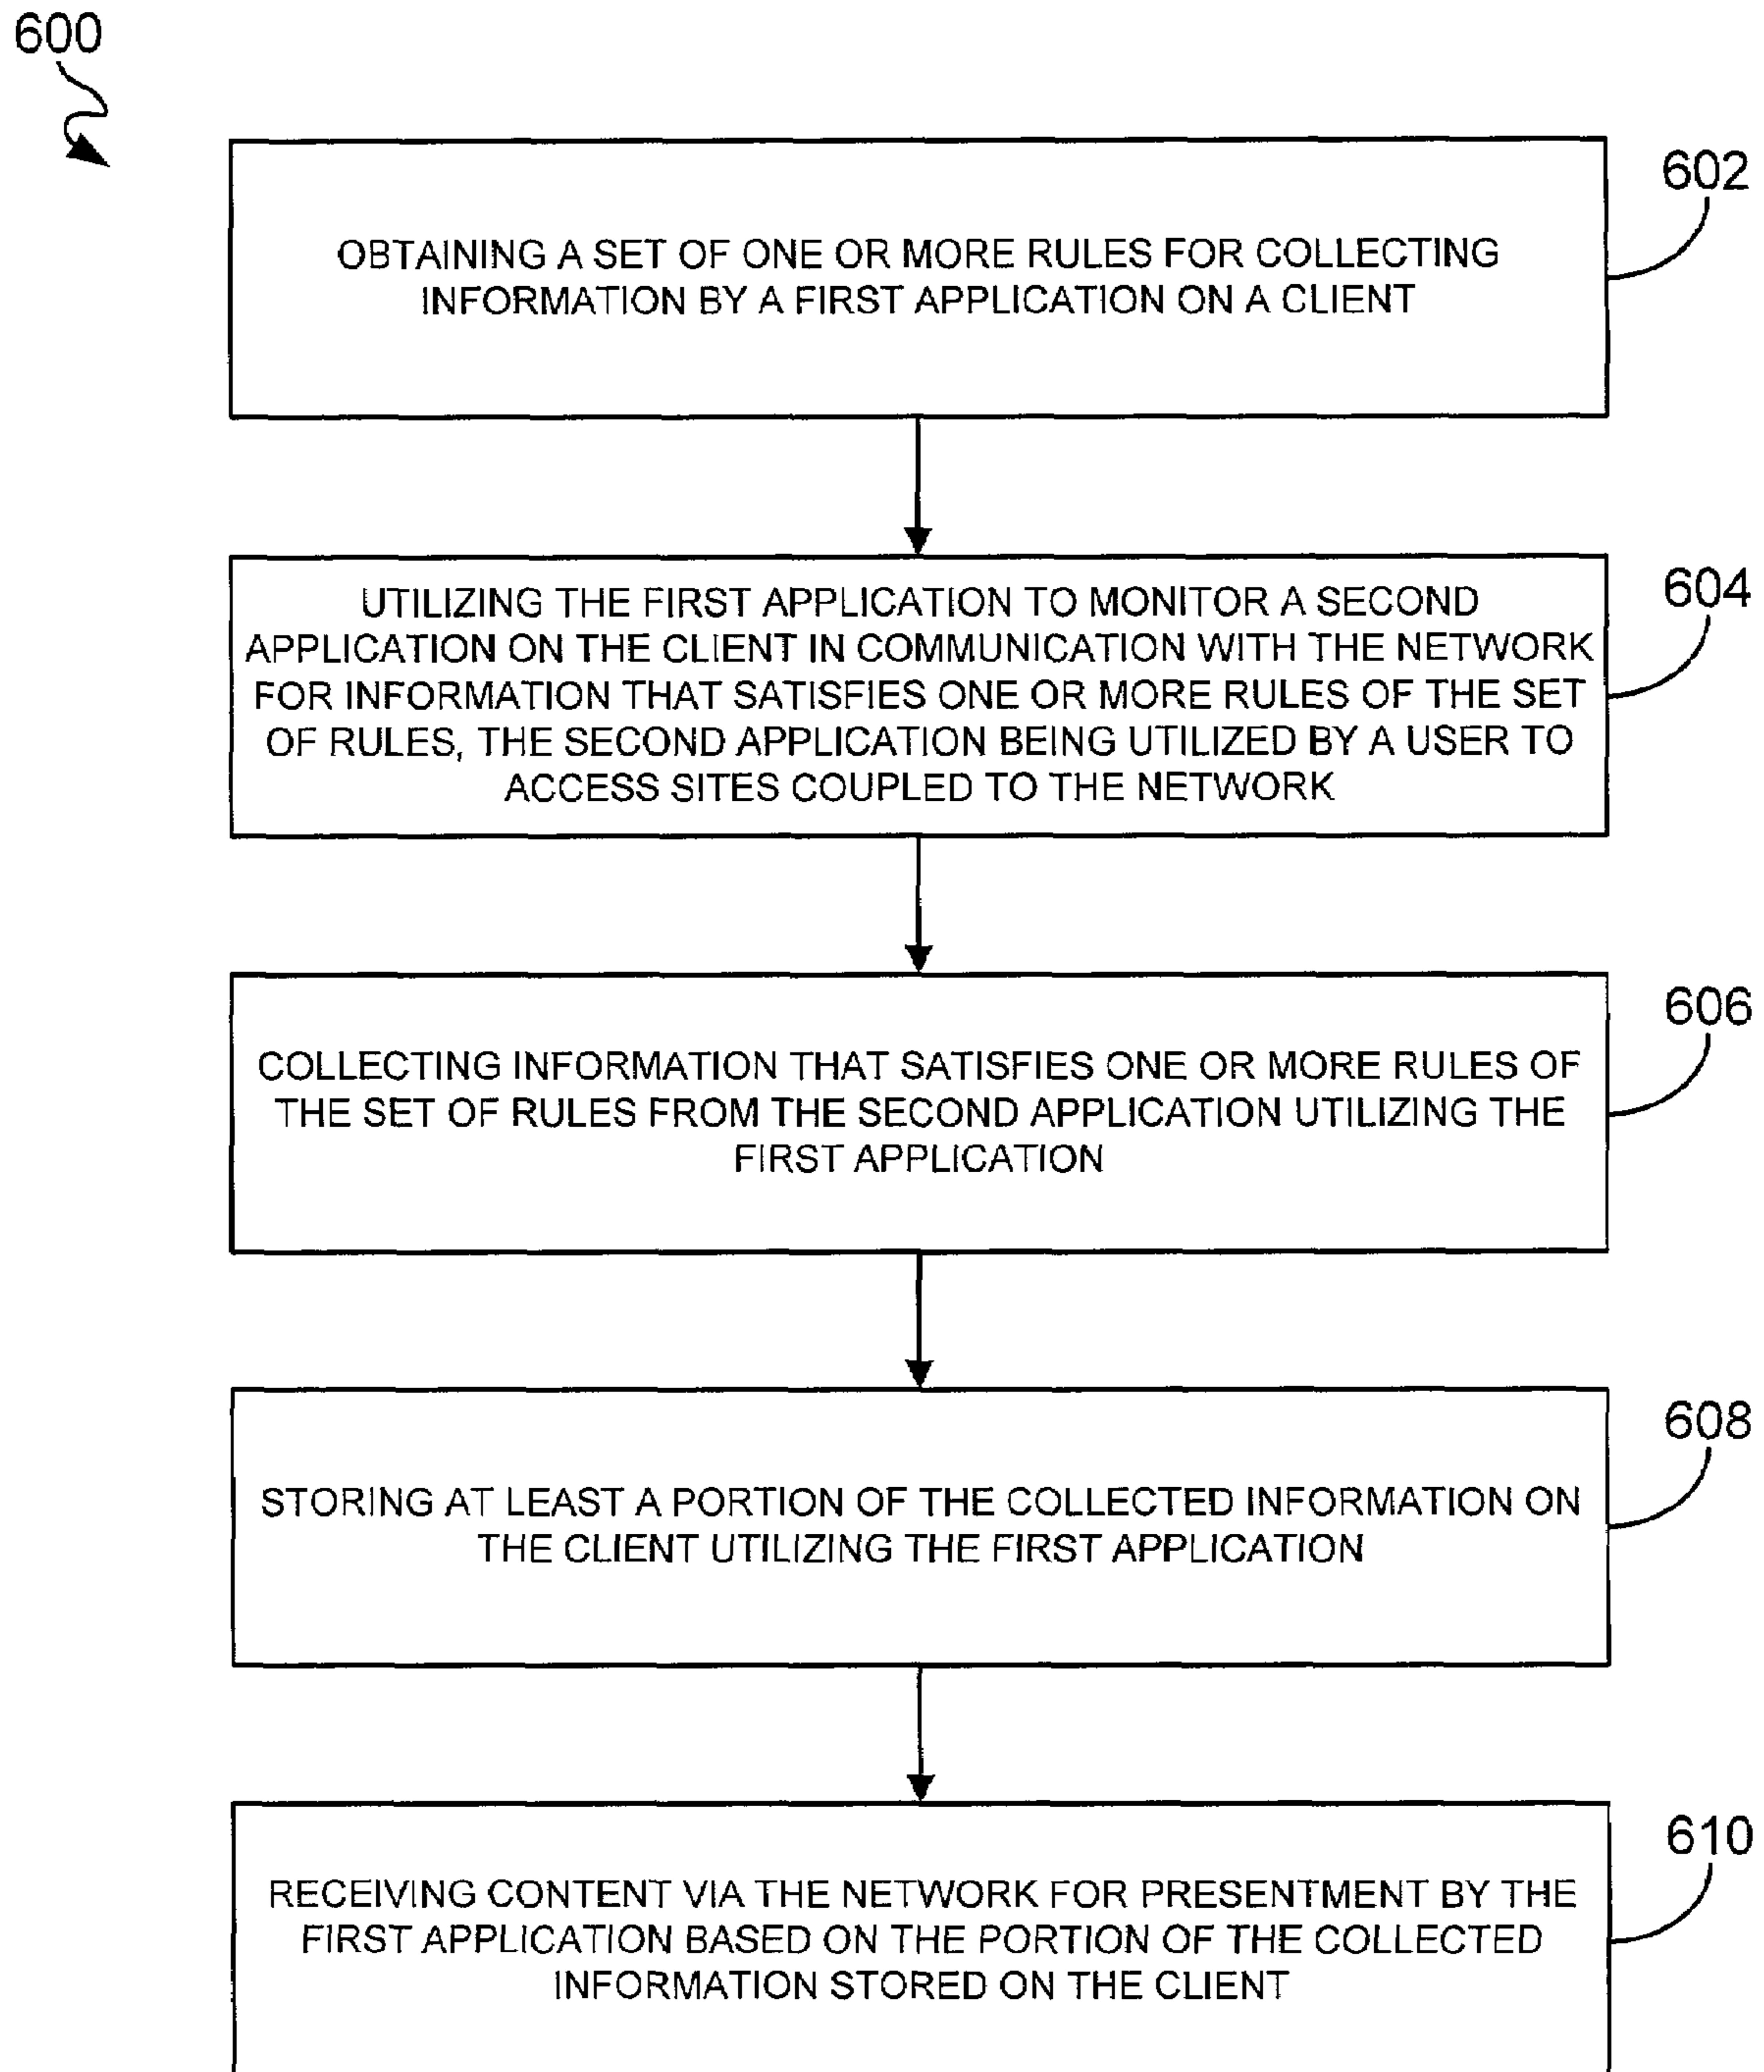 600
602
OBTAINING A SET OF ONE OR MORE RULES FOR COLLECTING
INFORMATION BY A FIRST APPLICATION ON A CLIENT
604
UTILIZING THE FIRST APPLICATION TO MONITOR A SECOND
APPLICATION ON THE CLIENT IN COMMUNICATION WITH THE NETWORK
FOR INFORMATION THAT SATISFIES ONE OR MORE RULES OF THE SET
OF RULES, THE SECOND APPLICATION BEING UTILIZED BY A USER TO
ACCESS SITES COUPLED TO THE NETWORK
606
COLLECTING INFORMATION THAT SATISFIES ONE OR MORE RULES OF
THE SET OF RULES FROM THE SECOND APPLICATION UTILIZING THE
FIRST APPLICATION
608
STORING AT LEAST A PORTION OF THE COLLECTED INFORMATION ON
THE CLIENT UTILIZING THE FIRST APPLICATION
610
RECEIVING CONTENT VIA THE NETWORK FOR PRESENTMENT BY THE
FIRST APPLICATION BASED ON THE PORTION OF THE COLLECTED
INFORMATION STORED ON THE CLIENT